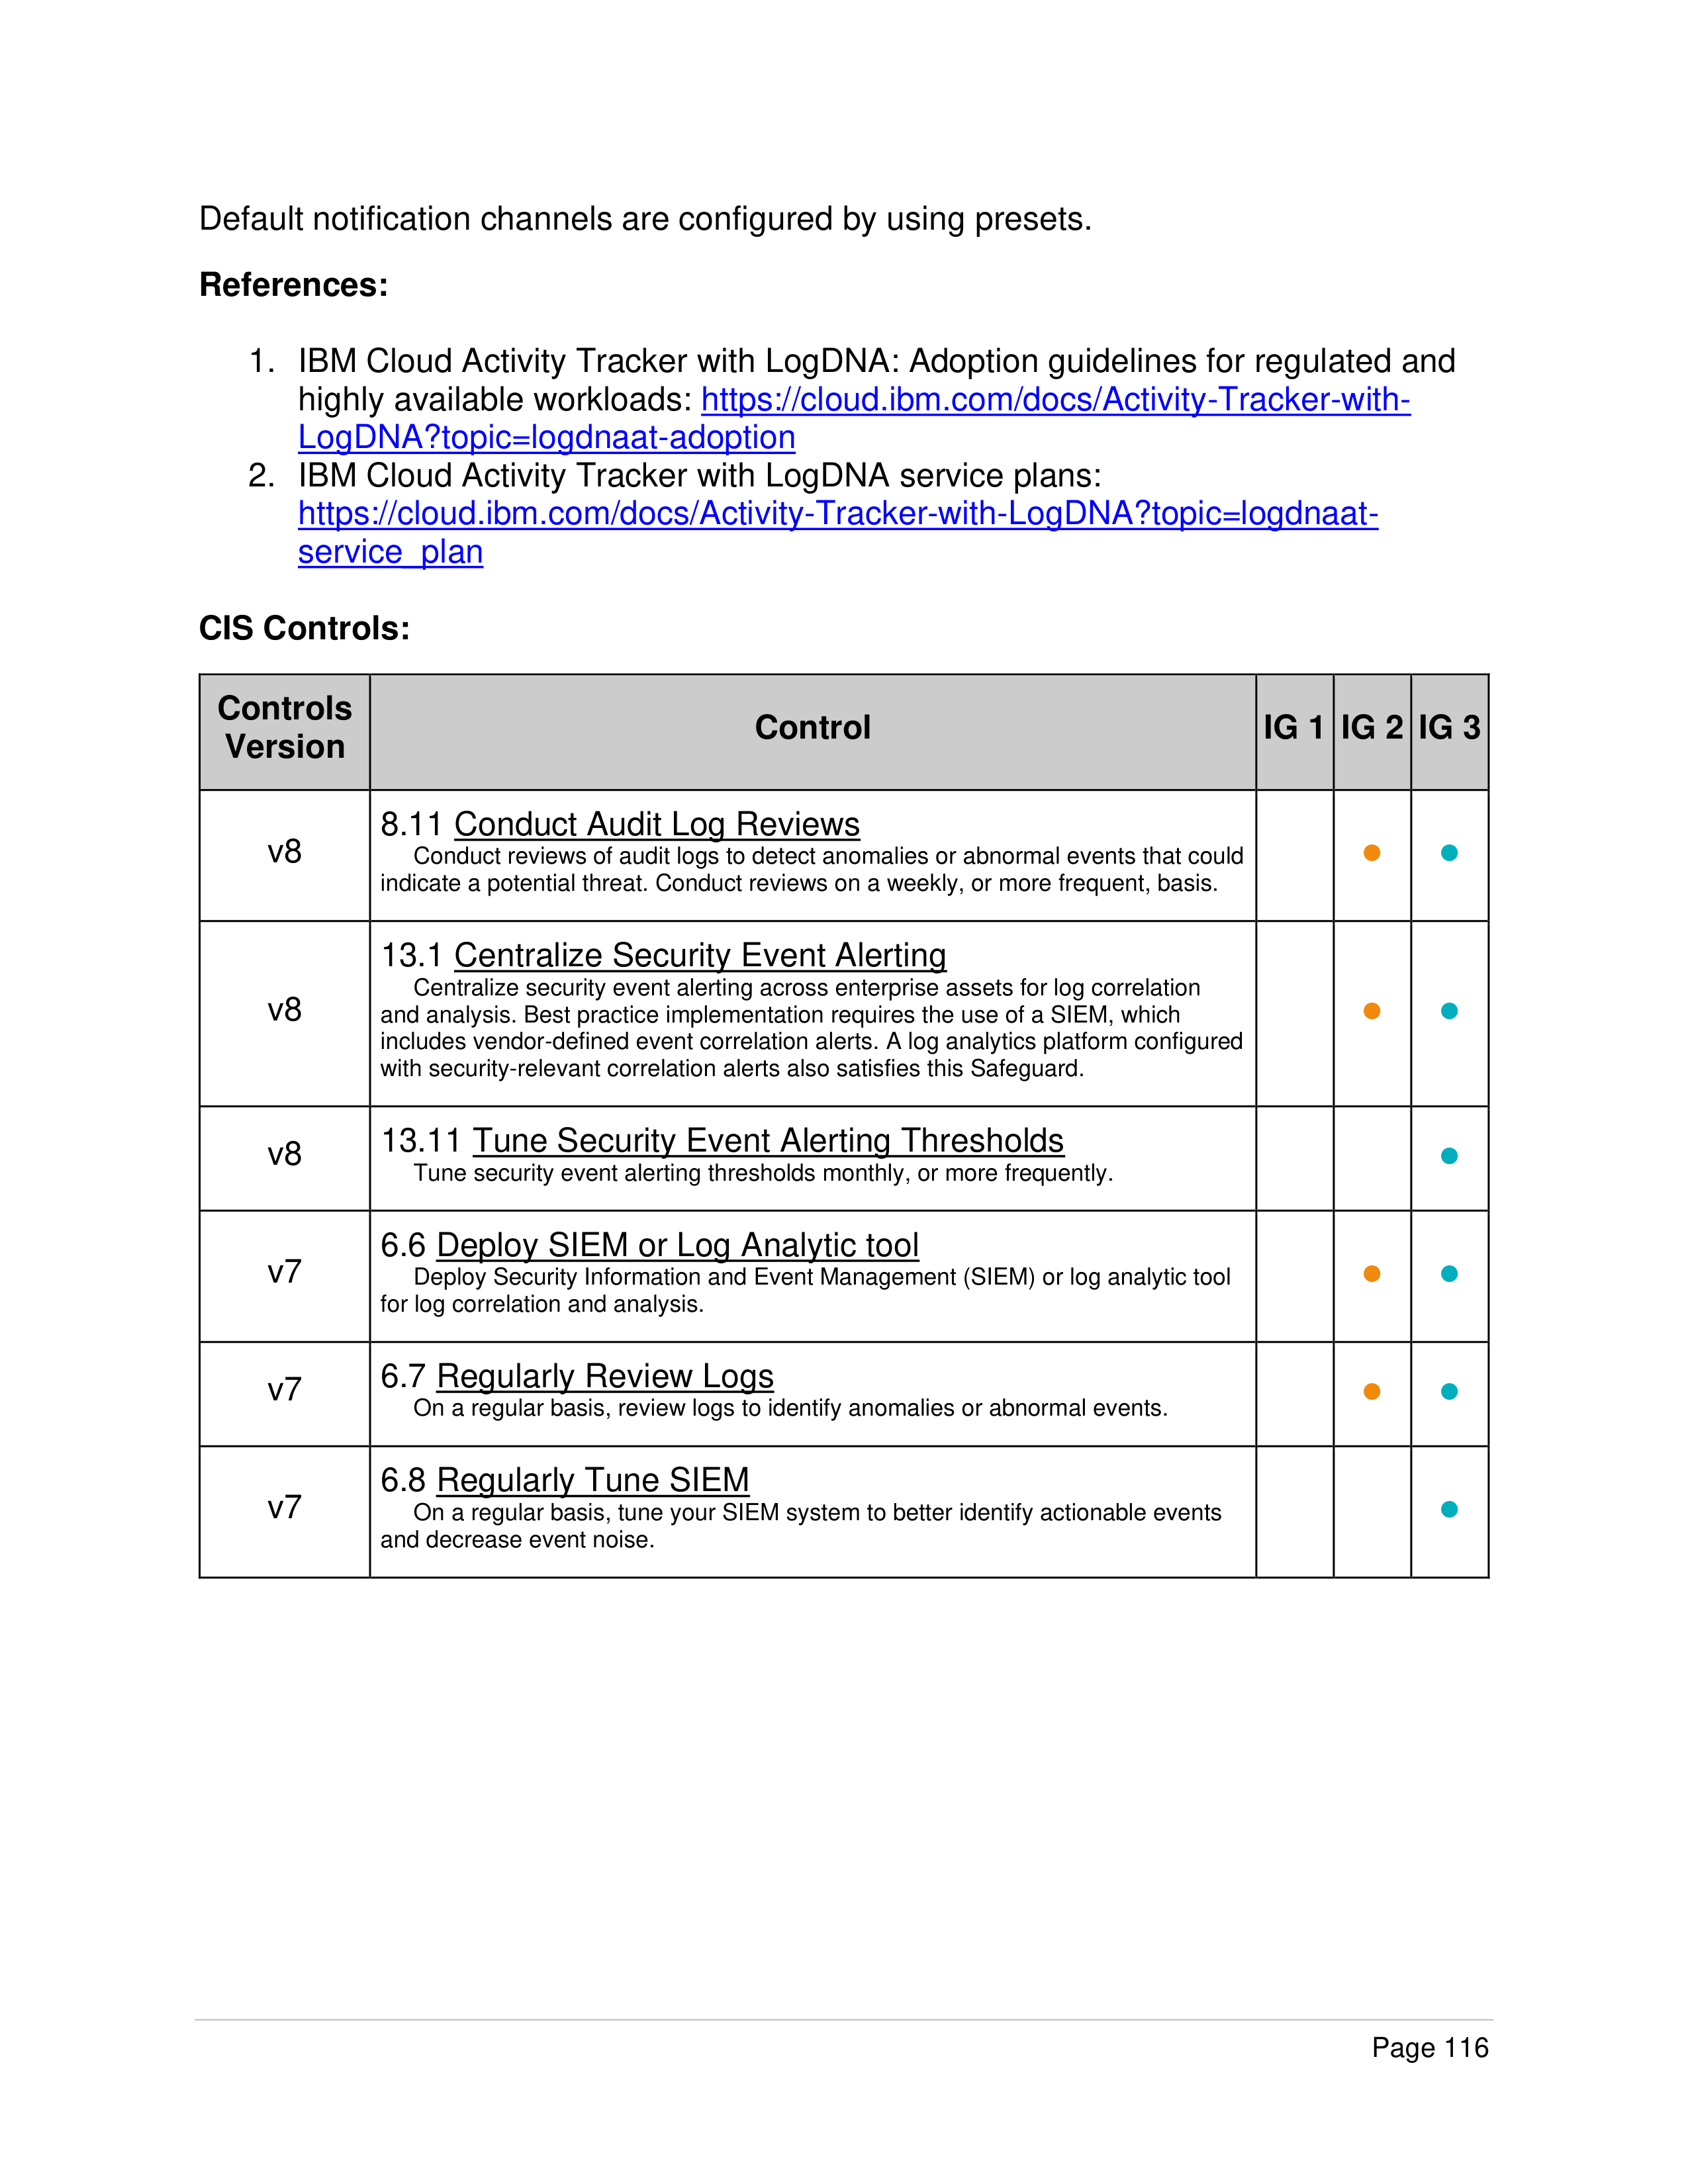 Default notification channels are configured by using presets.
References:
1. IBM Cloud Activity Tracker with LogDNA: Adoption guidelines for regulated and
highly available workloads: https://cloud.ibm.com/docs/Activity-Tracker-with-
LogDNA?topic=logdnaat-adoption
2. IBM Cloud Activity Tracker with LogDNA service plans:
https://cloud.ibm.com/docs/Activity-Tracker-with-LogDNA?topic=logdnaat-
service_plan
CIS Controls:
Controls
Version
Control
IG 1
IG 2
IG 3
v8
8.11 Conduct Audit Log Reviews
Conduct reviews of audit logs to detect anomalies or abnormal events that could
indicate a potential threat. Conduct reviews on a weekly, or more frequent, basis.
v8
13.1 Centralize Security Event Alerting
Centralize security event alerting across enterprise assets for log correlation
and analysis. Best practice implementation requires the use of a SIEM, which
includes vendor-defined event correlation alerts. A log analytics platform configured
with security-relevant correlation alerts also satisfies this Safeguard.
v8
13.11 Tune Security Event Alerting Thresholds
Tune security event alerting thresholds monthly, or more frequently.
v7
6.6 Deploy SIEM or Log Analytic tool
Deploy Security Information and Event Management (SIEM) or log analytic tool
for log correlation and analysis.
v7
6.7 Regularly Review Logs
On a regular basis, review logs to identify anomalies or abnormal events.
v7
6.8 Regularly Tune SIEM
On a regular basis, tune your SIEM system to better identify actionable events
and decrease event noise.
Page 116